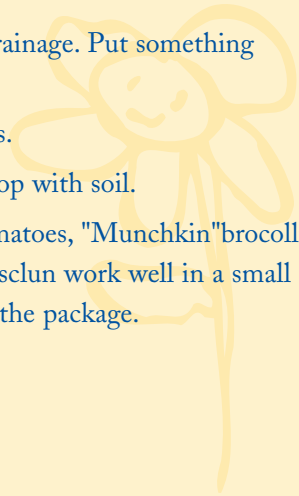 rainage. Put something
s.
op with soil.
natoes, "Munchkin"brocoll
sclun work well in a small
the package.